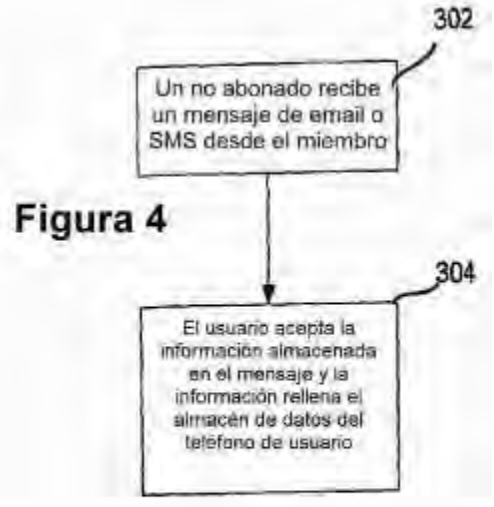 302
Un no abonado recibe
un mensaje de email o
SMS desde el miembro
Figura 4
304
El usuario acepta la
información almacenada
en el mensaje y la
información rellena el
almacén de datos del
teléfono de usuario